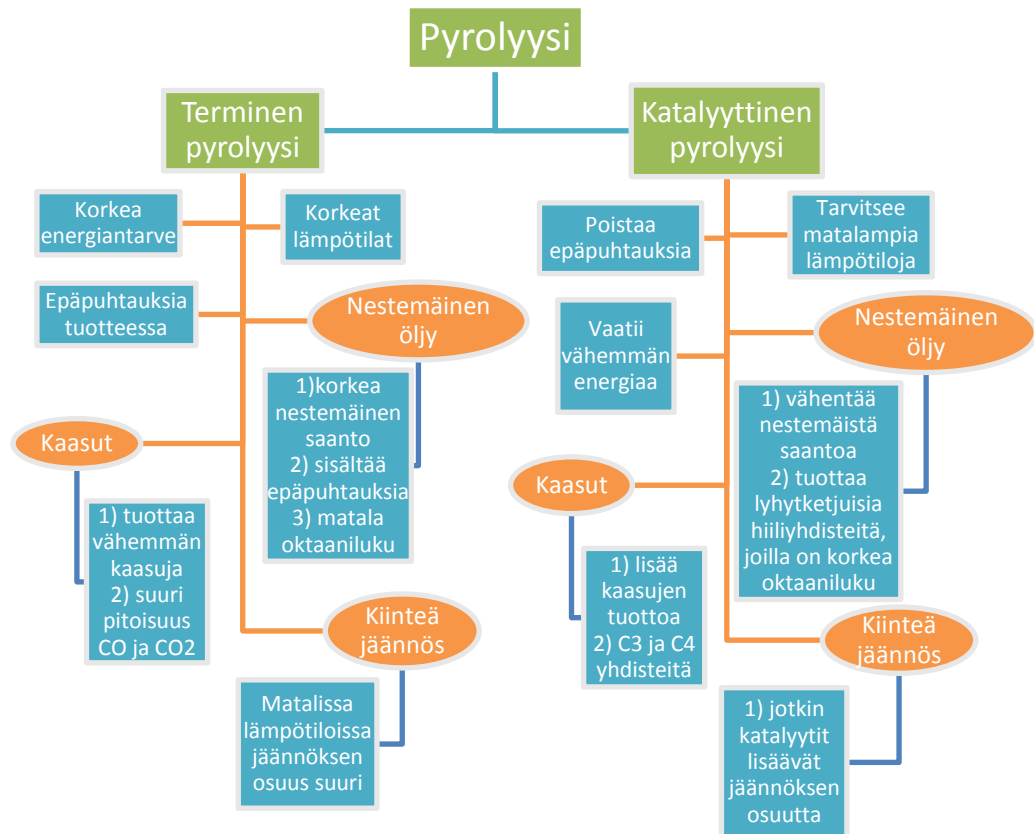 Pyrolyysi
Terminen
pyrolyysi
Korkea
energiantarve
Korkeat
lämpötilat
Epäpuhtauksia
tuotteessa
Nestemäinen
öljy
1)korkea
nestemäinen
saanto
2) sisältää
epäpuhtauksia
3) matala
oktaaniluku
Kaasut
1) tuottaa
vähemmän
kaasuja
2) suuri
pitoisuus
CO ja CO2
Kiinteä
jäännös
Matalissa
lämpötiloissa
jäännöksen
osuus suuri
Katalyyttinen
pyrolyysi
Poistaa
epäpuhtauksia
Tarvitsee
matalampia
lämpötiloja
Vaatii
vähemmän
energiaa
Nestemäinen
öljy
1) vähentää
nestemäistä
saantoa
2) tuottaa
lyhytketjuisia
hiiliyhdisteitä,
joilla on korkea
oktaaniluku
Kaasut
1) lisää
kaasujen
tuottoa
2) C3 ja C4
yhdisteitä
Kiinteä
jäännös
1) jotkin
katalyytit
lisäävät
jäännöksen
osuutta